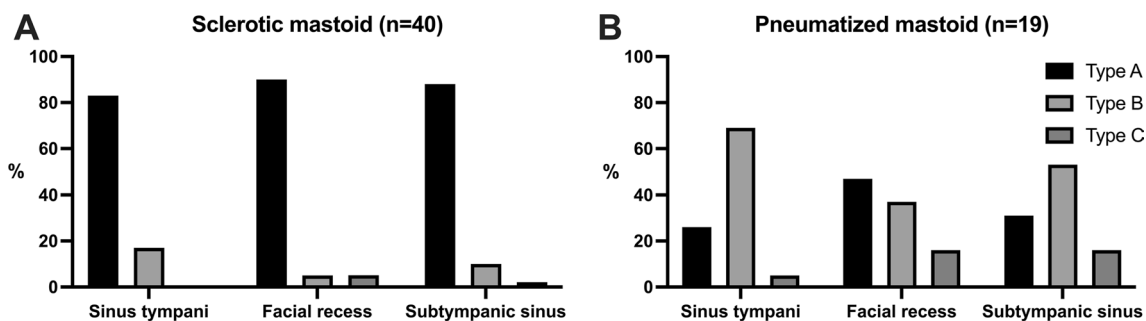 A
Sclerotic mastoid (n=40)
100
80
60
40
20
0
%
Sinus tympani
Facial recess
Subtympanic sinus
B
Pneumatized mastoid (n=19)
100
80
60
40
20
0
%
Type A
Type B
Type C
Sinus tympani
Facial recess
Subtympanic sinus